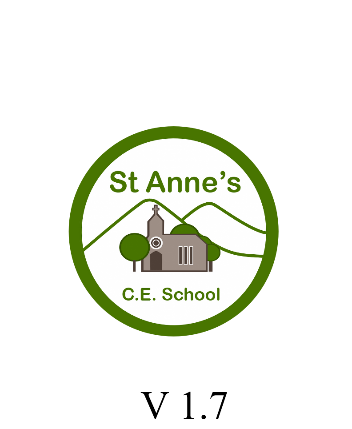 St Anne's
C.E. School
V 1.7